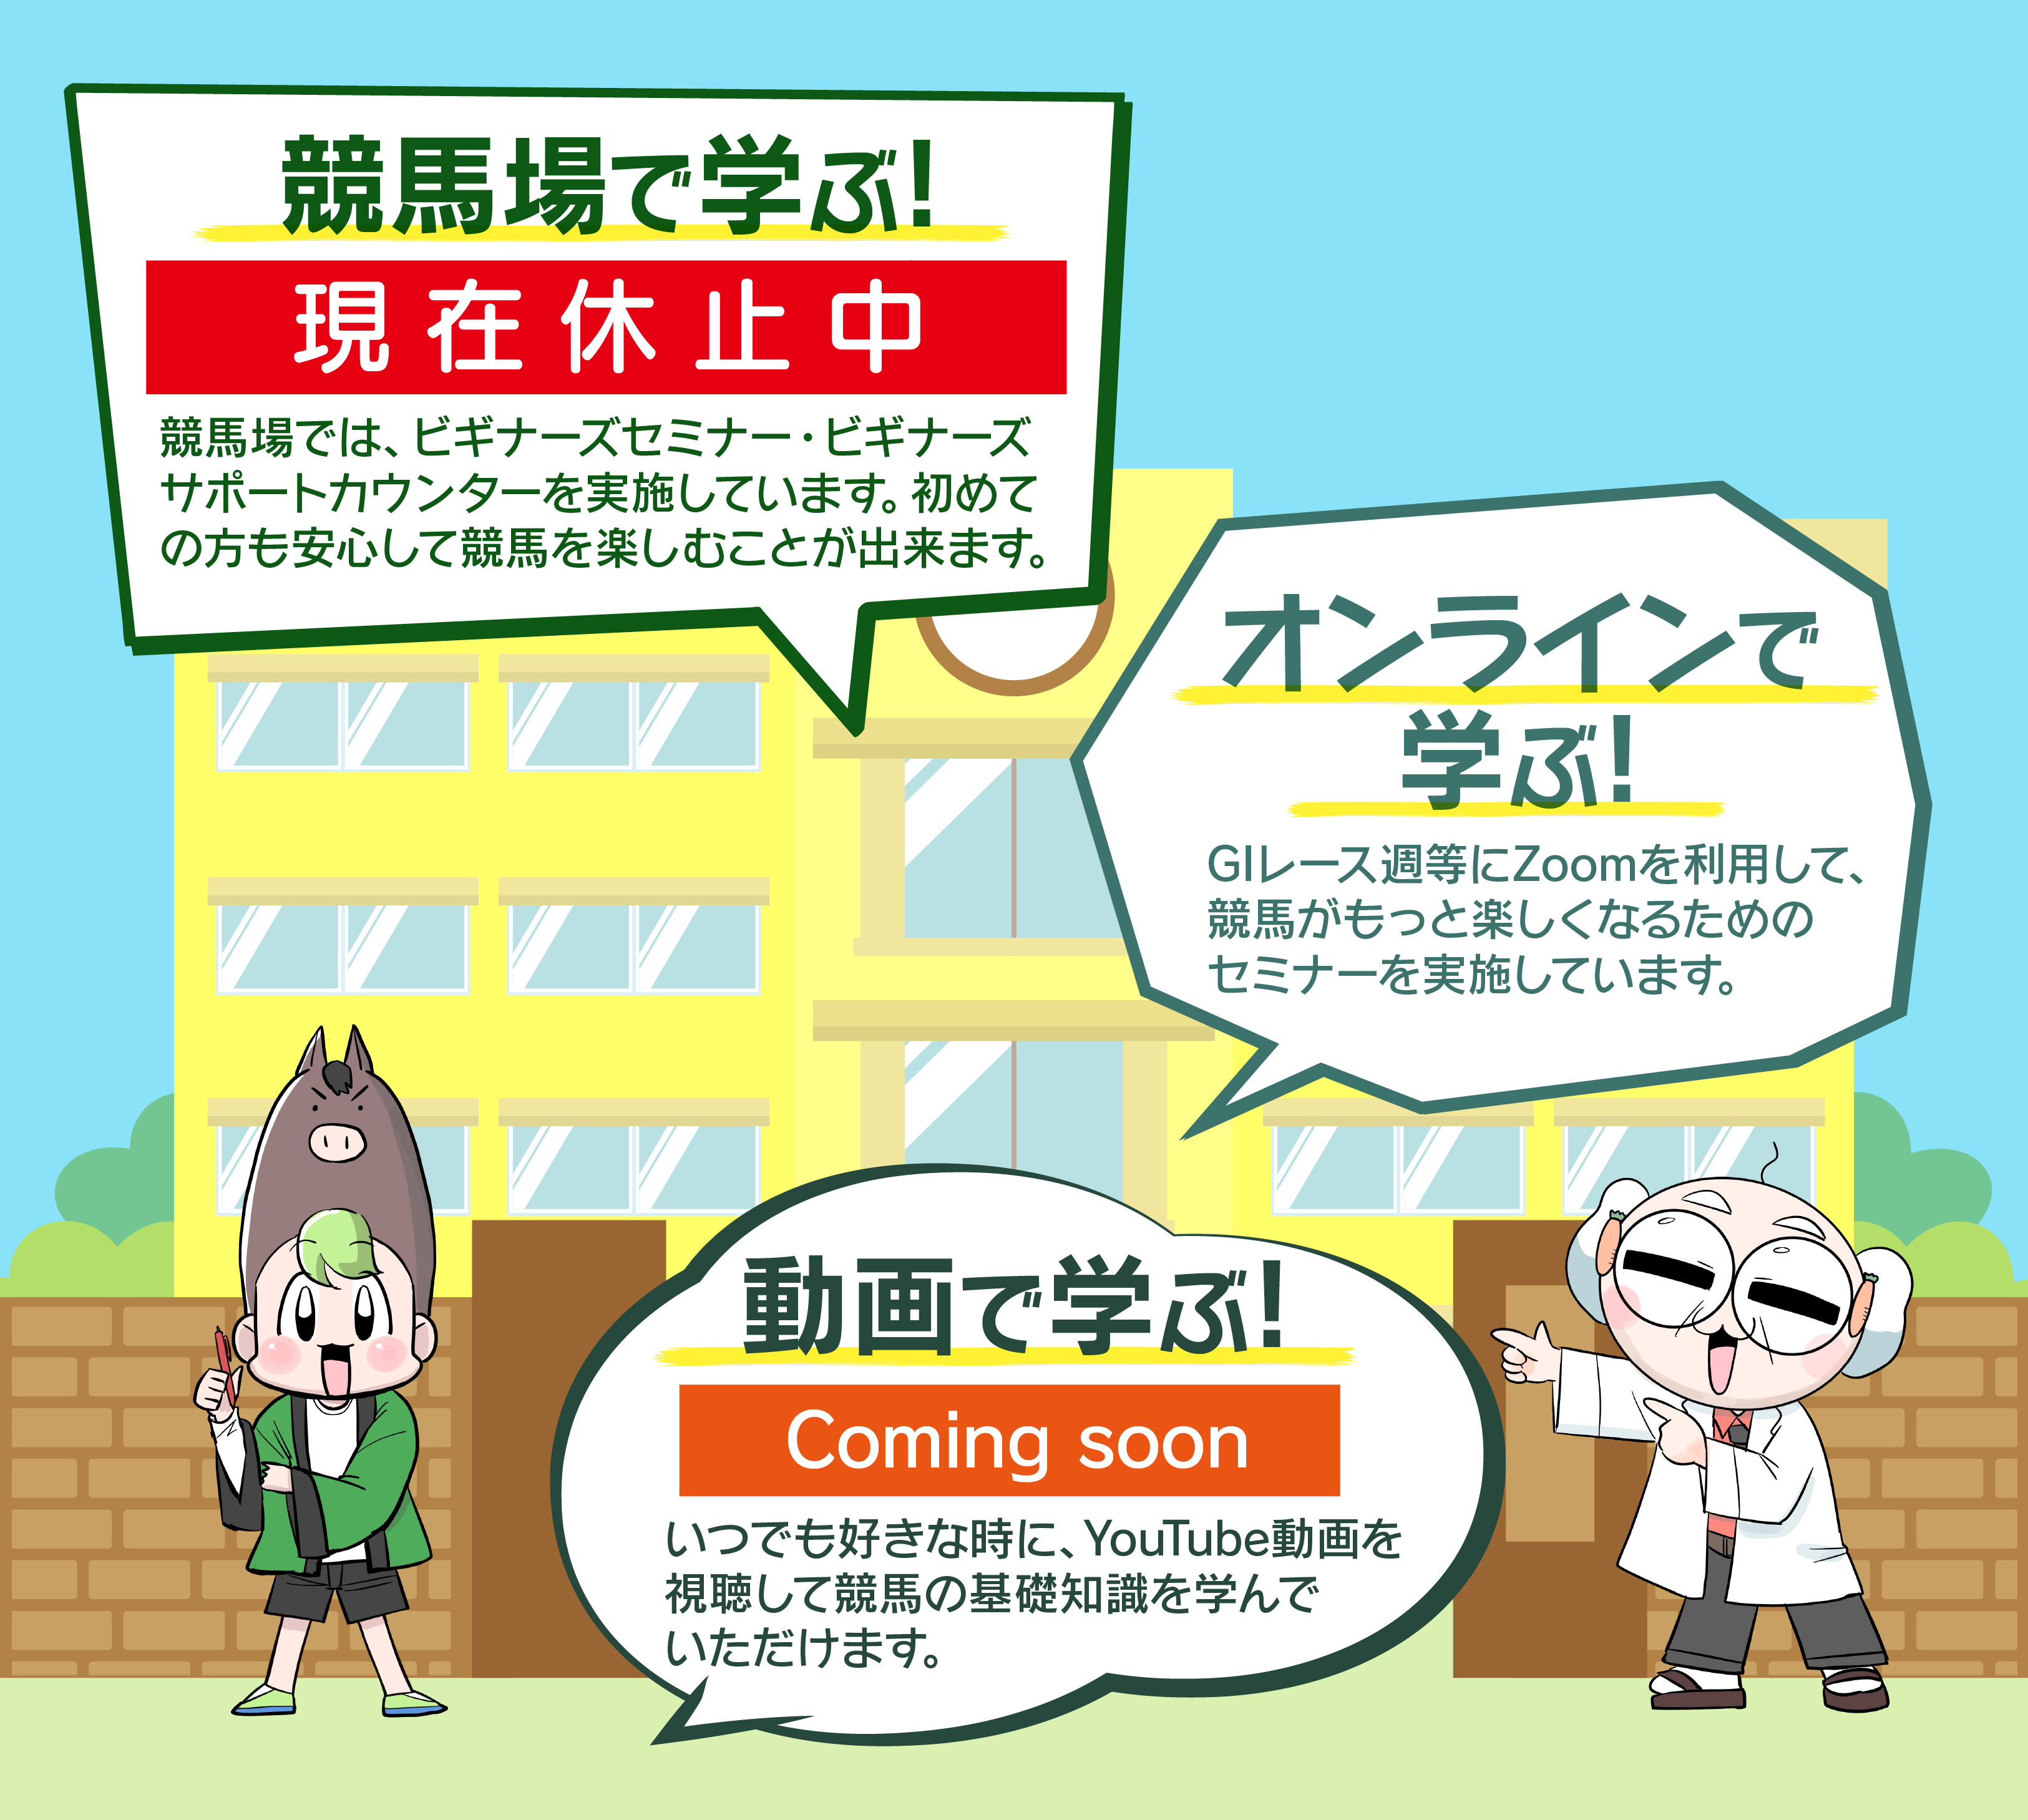 競馬場で学ぶ!
現在休止中
競馬場では、ビギナーズセミナー・ビギナーズ
サポートカウンターを実施しています。初めて
の方も安心して競馬を楽しむことが出来ます。
オンラインで
学ぶ!
GIレース週等にZoomを利用して、
競馬がもっと楽しくなるための
セミナーを実施しています。
動画で学ぶ!
Coming soon
いつでも好きな時に、YouTube動画を
視聴して競馬の基礎知識を学んで
いただけます。